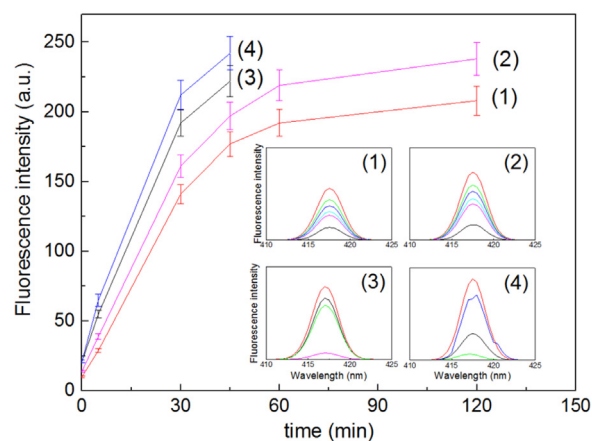 250
200
150
100
50
0
Fluorescence intensity (a.u.)
(4)
(3)
(2)
(1)
(1)
Fluorescence intensity
410 415 420 425
(2)
410 415 420 425
(3)
Fluorescence intensity
410 415 420 425
Wavelength (nm)
(4)
410 415 420 425
Wavelength (nm)
0 30 60 90 120 150
time (min)